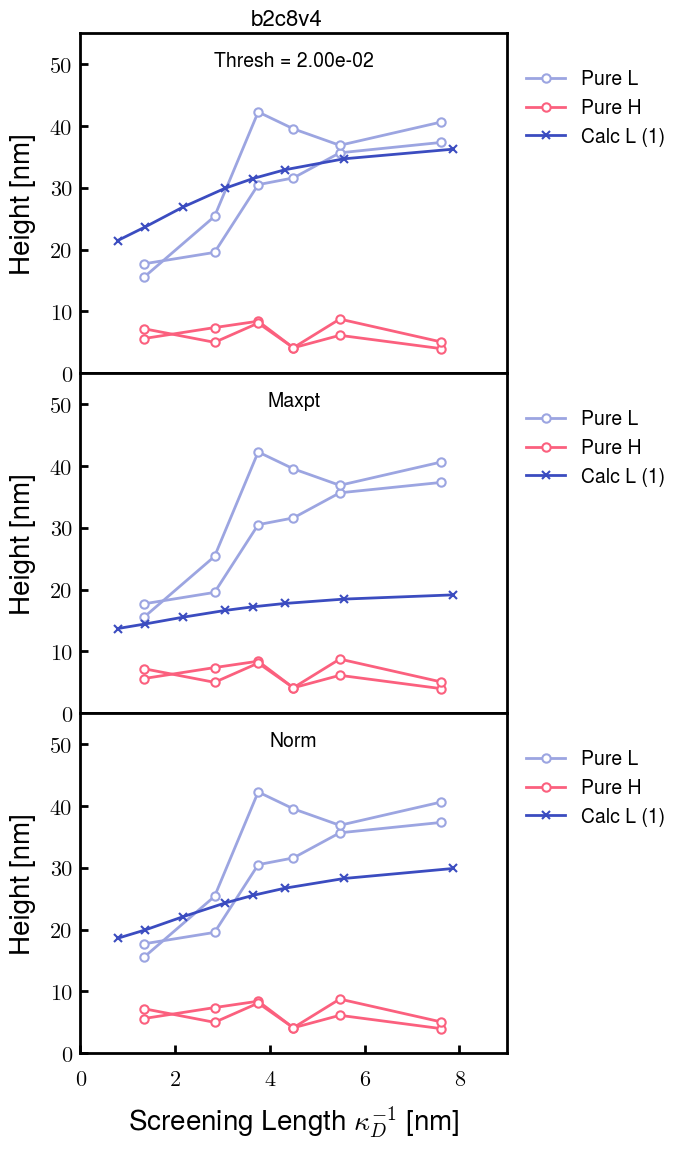 b2c8v4
Thresh = 2.00e-02
50
40
30
20
10
0
Height [nm]
Pure L
Pure H
Calc L (1)
Maxpt
50
40
30
20
10
0
Height [nm]
Pure L
Pure H
Calc L (1)
Norm
50
40
30
20
10
0
Height [nm]
Pure L
Pure H
Calc L (1)
0 2 4 6 8
Screening Length κ_D^{-1} [nm]